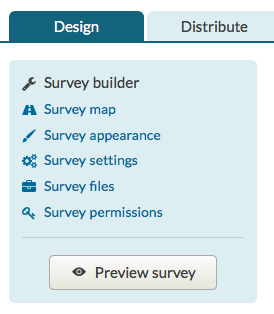 Design
Distribute
Survey builder
Survey map
Survey appearance
Survey settings
Survey files
Survey permissions
Preview survey